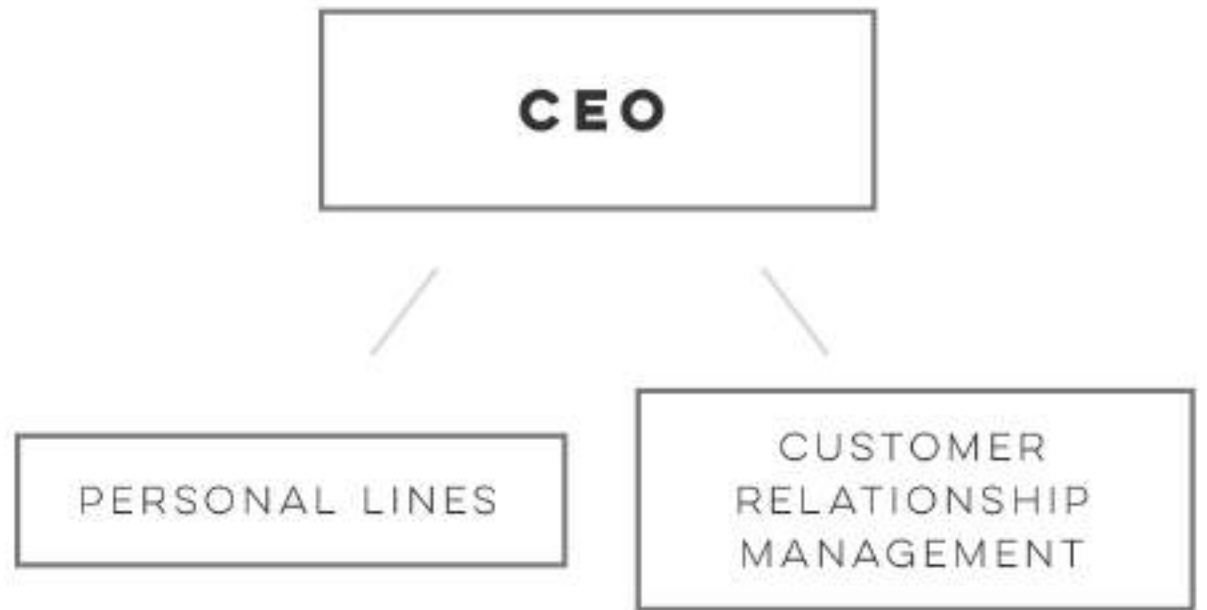 CEO
PERSONAL LINES
CUSTOMER
RELATIONSHIP
MANAGEMENT